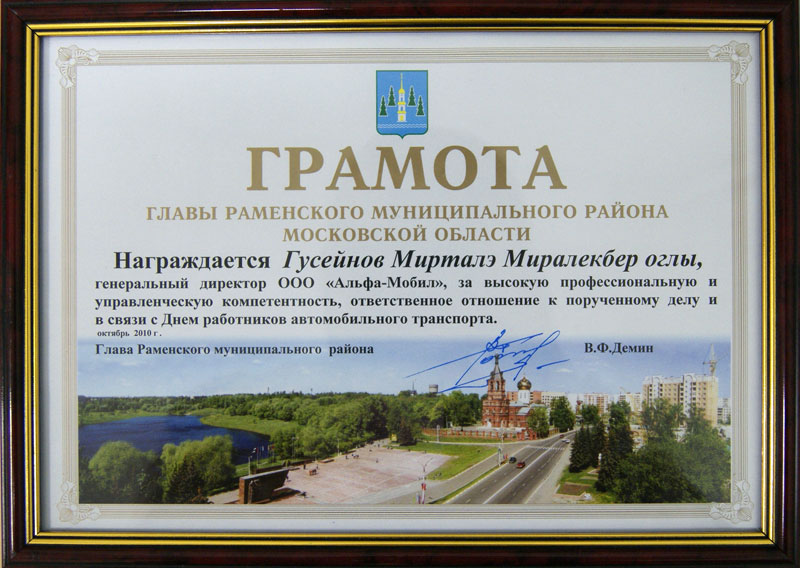 ГРАМОТА
ГЛАВЫ РАМЕНСКОГО МУНИЦИПАЛЬНОГО РАЙОНА
МОСКОВСКОЙ ОБЛАСТИ
Награждается Гусейнов Мирталэ Миралекбер оглы,
генеральный директор ООО «Альфа-Мобил», за высокую профессиональную и
управленческую компетентность, ответственное отношение к порученному делу и
в связи с Днем работников автомобильного транспорта.
октябрь 2010 г.
Глава Раменского муниципального района В.Ф.Демин